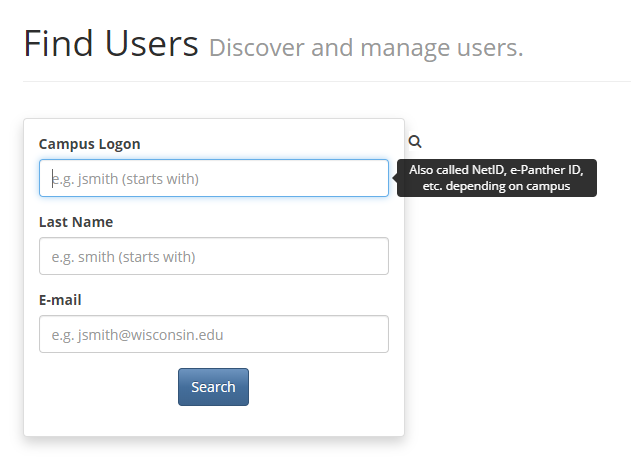 Find Users Discover and manage users.
Campus Logon
e.g. jsmith (starts with)
Also called NetID, e-Panther ID,
etc. depending on campus
Last Name
e.g. smith (starts with)
E-mail
e.g. jsmith@wisconsin.edu
Search